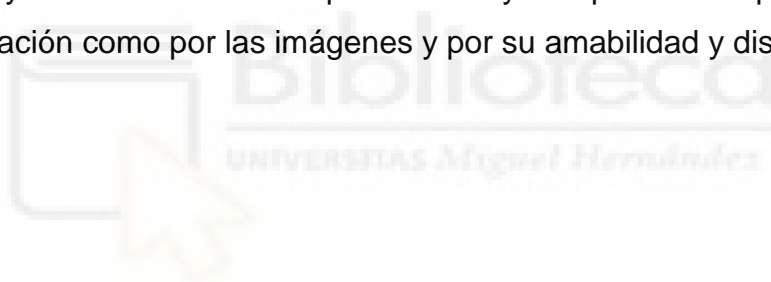 ación como por las imágenes y por su amabilidad y dis
Biblioteca
UNIVERSITAS Miguel Hernández